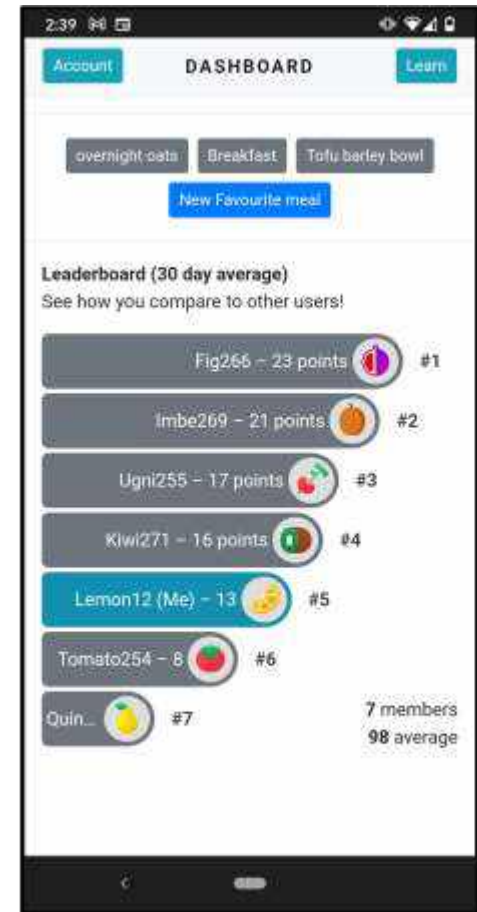 2:39
Account DASHBOARD Learn
overnight oats Breakfast Tofu barley bowl
New Favourite meal
Leaderboard (30 day average)
See how you compare to other users!
Fig266 – 23 points #1
Imbe269 – 21 points #2
Ugni255 – 17 points #3
Kiwi271 – 16 points #4
Lemon12 (Me) – 13 #5
Tomato254 – 8 #6
Quin... #7
7 members
98 average